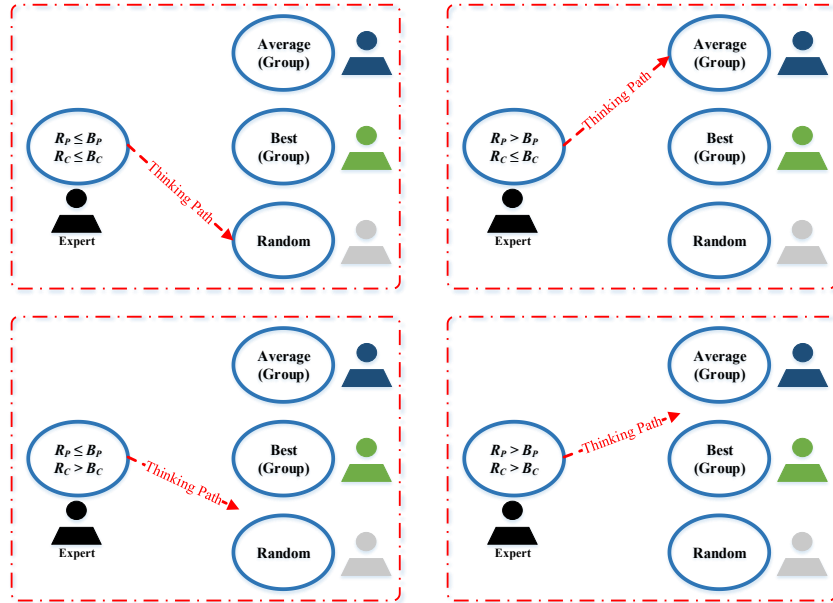 Average
(Group)
R_P ≤ B_P
R_C ≤ B_C
Thinking Path
Best
(Group)
Expert
Random
Average
(Group)
R_P > B_P
R_C ≤ B_C
Thinking Path
Best
(Group)
Expert
Random
Average
(Group)
R_P ≤ B_P
R_C > B_C
Thinking Path
Best
(Group)
Expert
Random
Average
(Group)
R_P > B_P
R_C > B_C
Thinking Path
Best
(Group)
Expert
Random